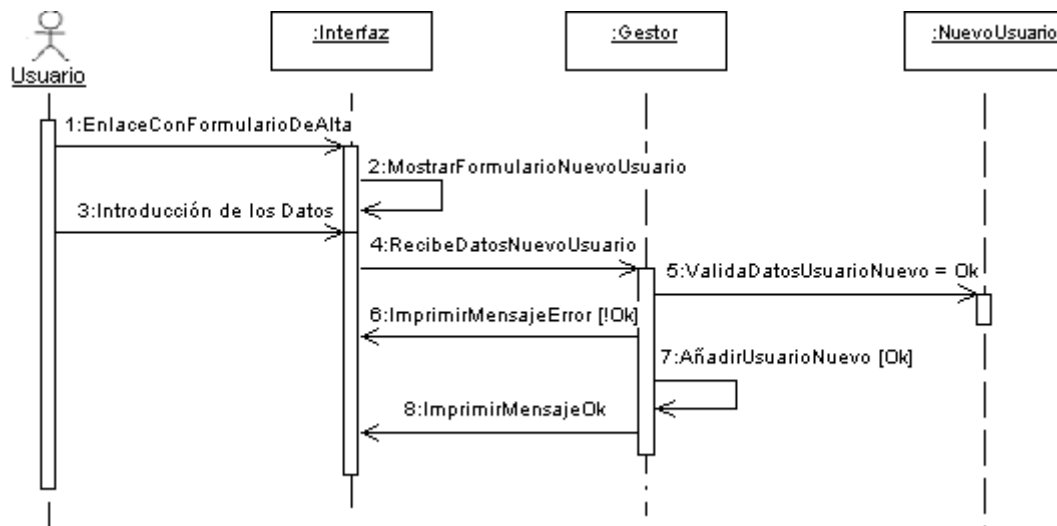 Usuario
:Interfaz
:Gestor
:NuevoUsuario
1:EnlaceConFormularioDeAlta
2:MostrarFormularioNuevoUsuario
3:Introducción de los Datos
4:RecibeDatosNuevoUsuario
5:ValidaDatosUsuarioNuevo = Ok
6:ImprimirMensajeError [!Ok]
7:AñadirUsuarioNuevo [Ok]
8:ImprimirMensajeOk